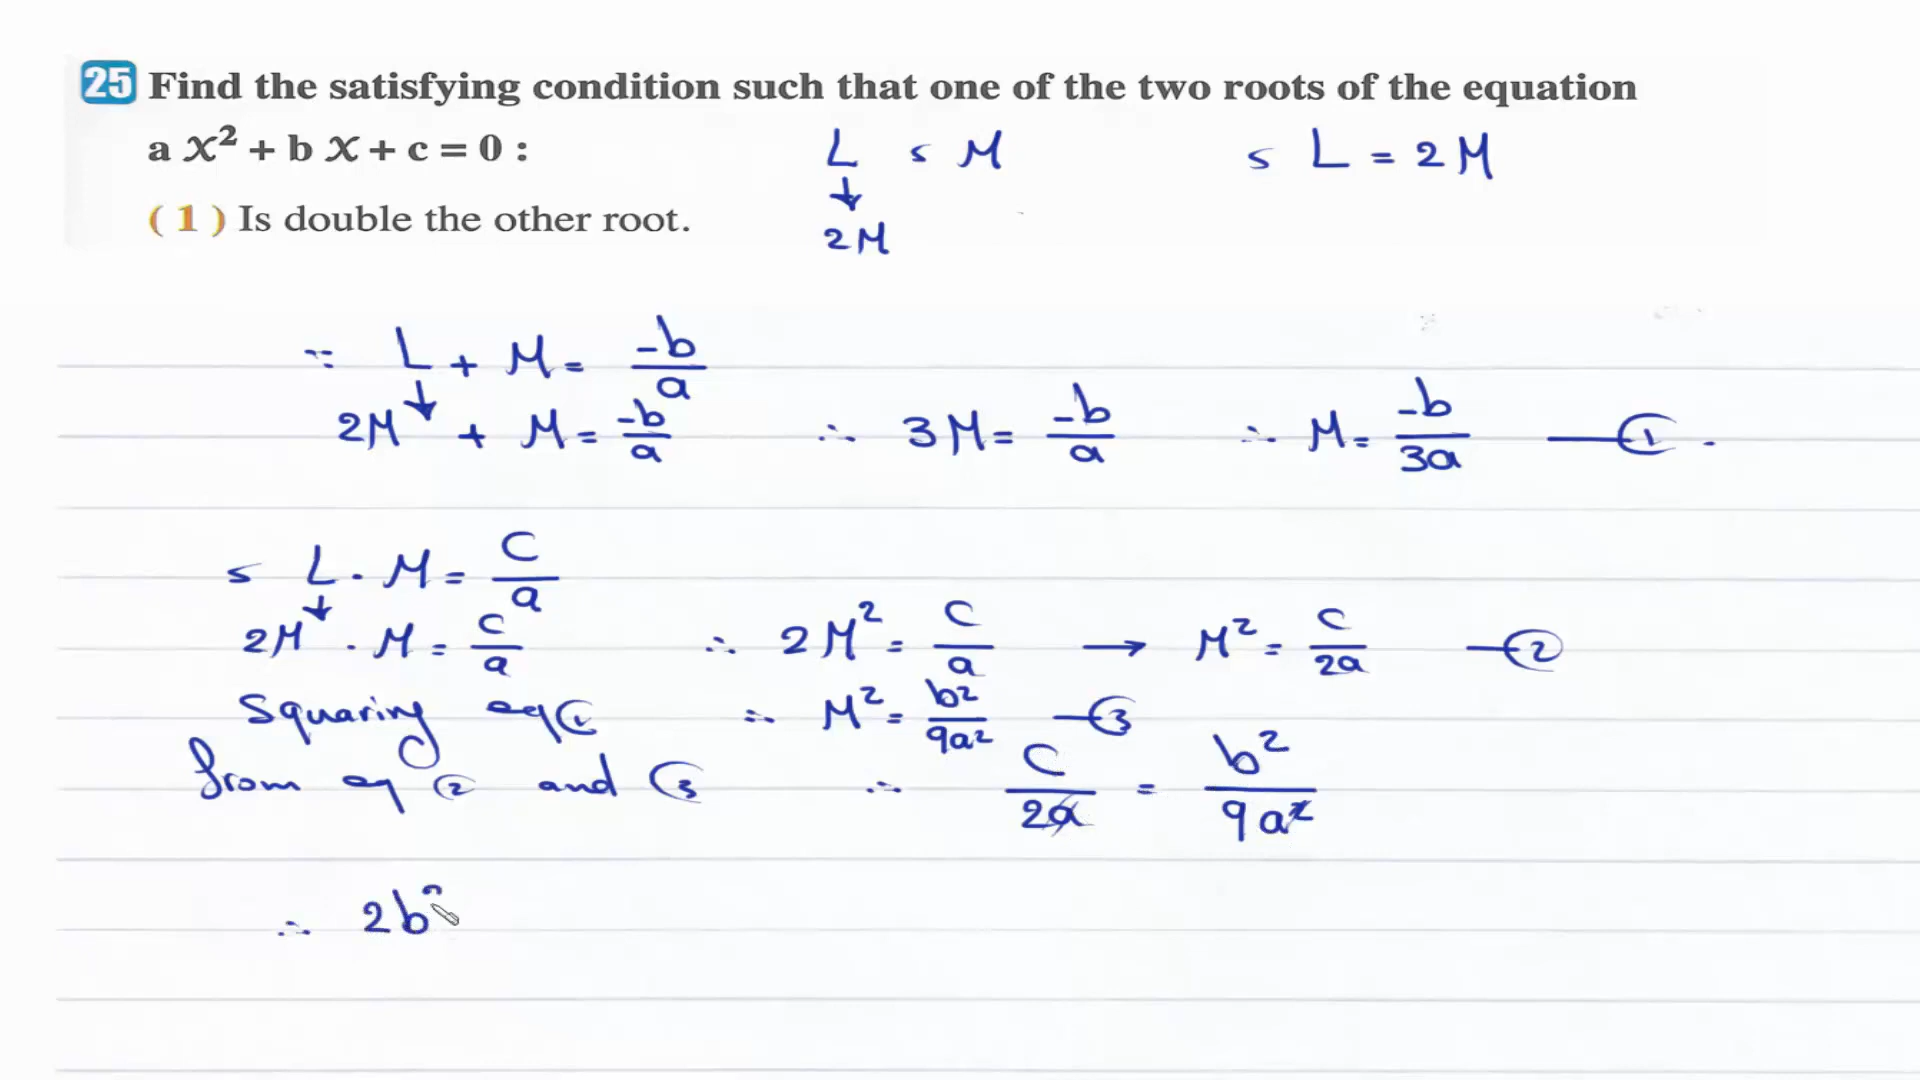 25 Find the satisfying condition such that one of the two roots of the equation
a x² + b x + c = 0 :
L , M , L = 2M
( 1 ) Is double the other root.
↓
2M
∵ L + M = -b/a
↓
2M + M = -b/a ∴ 3M = -b/a ∴ M = -b/3a —① .
, L . M = c/a
↓
2M . M = c/a ∴ 2M² = c/a → M² = c/2a —②
Squaring eq① ∴ M² = b²/9a² —③
from eq ② and ③ ∴ c/2a = b²/9a²
∴ 2b²